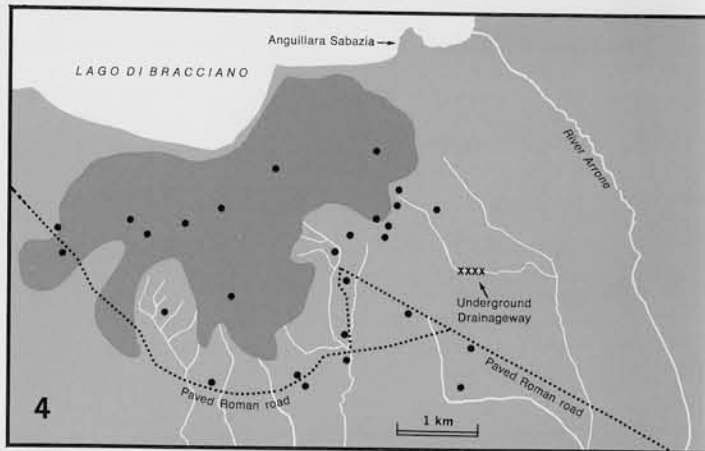 Anguillara Sabazia
LAGO DI BRACCIANO
River Arrone
XXXX
Underground
Drainageway
Paved Roman road
Paved Roman road
4
1 km